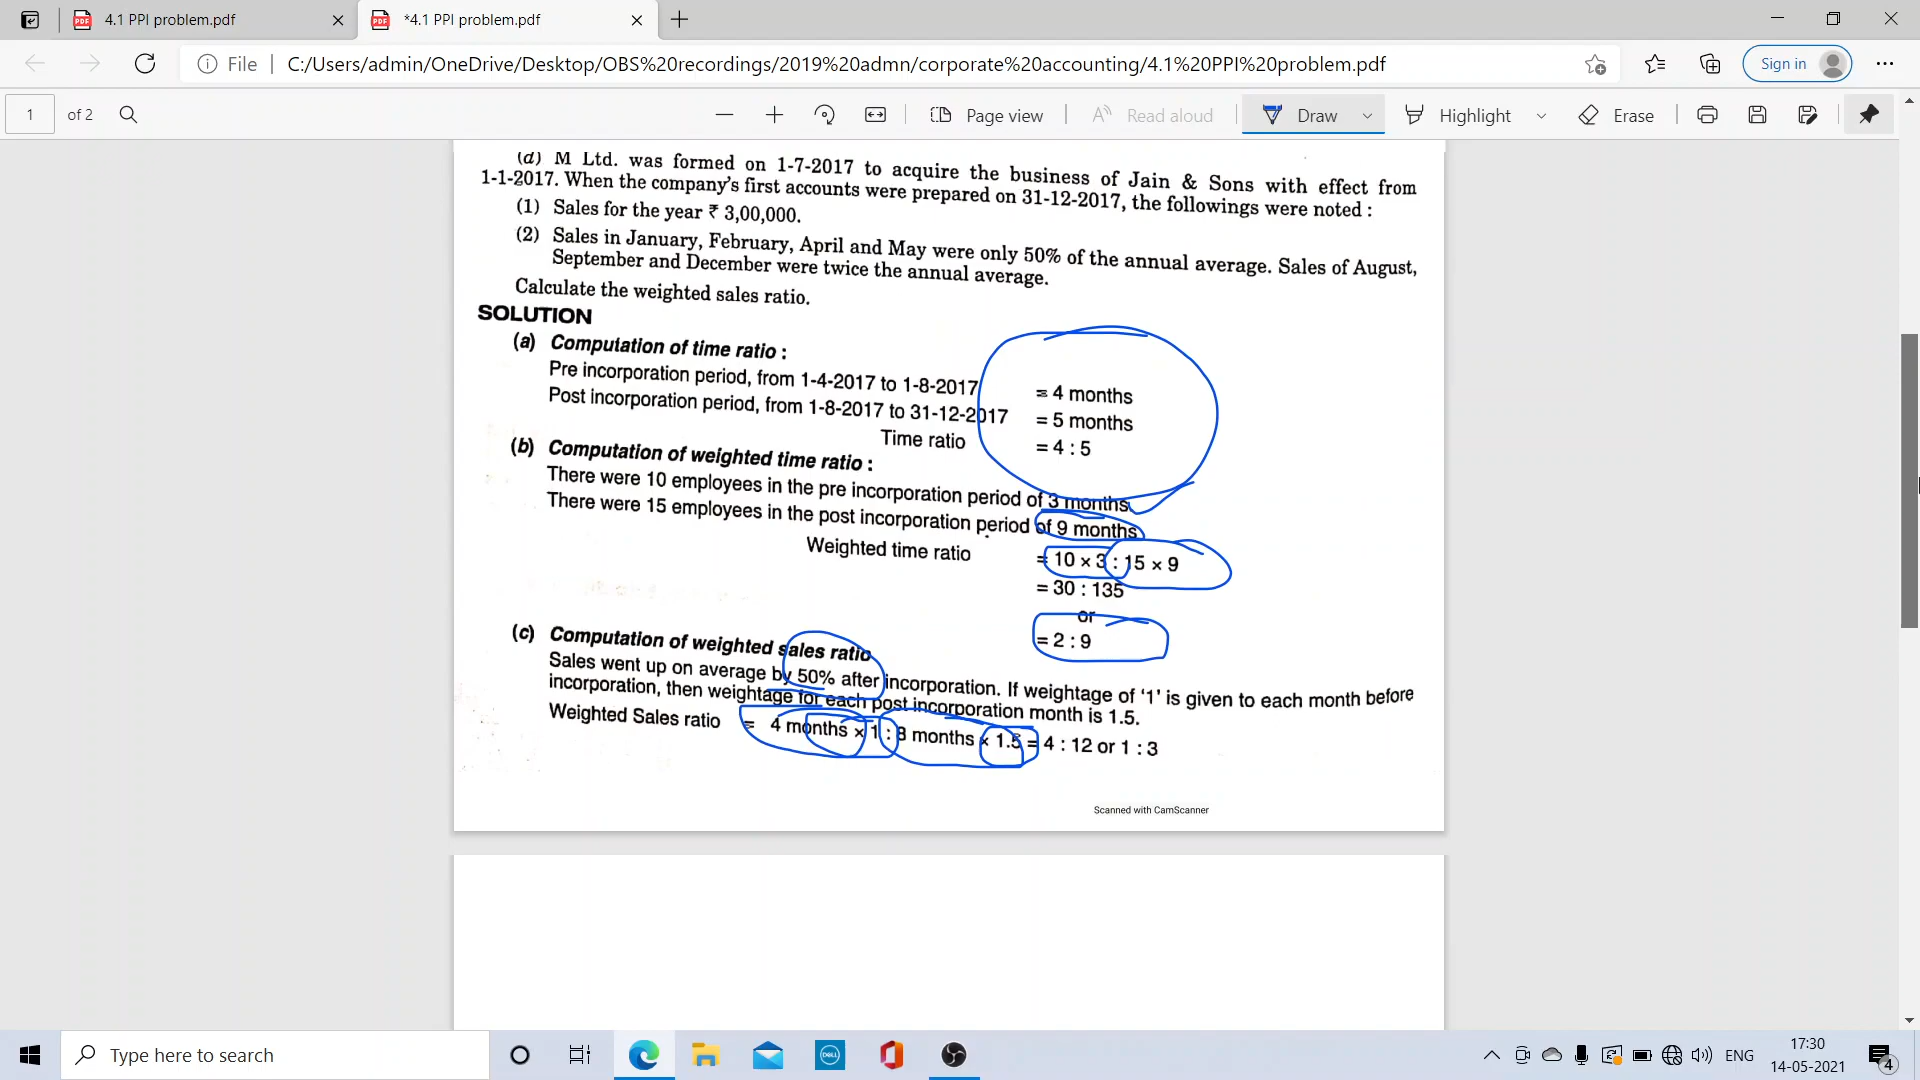 4.1 PPI problem.pdf
*4.1 PPI problem.pdf
File
C:/Users/admin/OneDrive/Desktop/OBS%20recordings/2019%20admn/corporate%20accounting/4.1%20PPI%20problem.pdf
Sign in
1 of 2
Page view
Read aloud
Draw
Highlight
Erase
(d) M Ltd. was formed on 1-7-2017 to acquire the business of Jain & Sons with effect from
1-1-2017. When the company's first accounts were prepared on 31-12-2017, the followings were noted :
(1) Sales for the year ₹ 3,00,000.
(2) Sales in January, February, April and May were only 50% of the annual average. Sales of August,
September and December were twice the annual average.
Calculate the weighted sales ratio.
SOLUTION
(a) Computation of time ratio :
Pre incorporation period, from 1-4-2017 to 1-8-2017 = 4 months
Post incorporation period, from 1-8-2017 to 31-12-2017 = 5 months
Time ratio = 4 : 5
(b) Computation of weighted time ratio :
There were 10 employees in the pre incorporation period of 3 months
There were 15 employees in the post incorporation period of 9 months
Weighted time ratio = 10 × 3 : 15 × 9
= 30 : 135
or
= 2 : 9
(c) Computation of weighted sales ratio
Sales went up on average by 50% after incorporation. If weightage of '1' is given to each month before
incorporation, then weightage for each post incorporation month is 1.5.
Weighted Sales ratio = 4 months × 1 : 8 months × 1.5 = 4 : 12 or 1 : 3
Scanned with CamScanner
Type here to search
DELL
ENG
17:30
14-05-2021
4